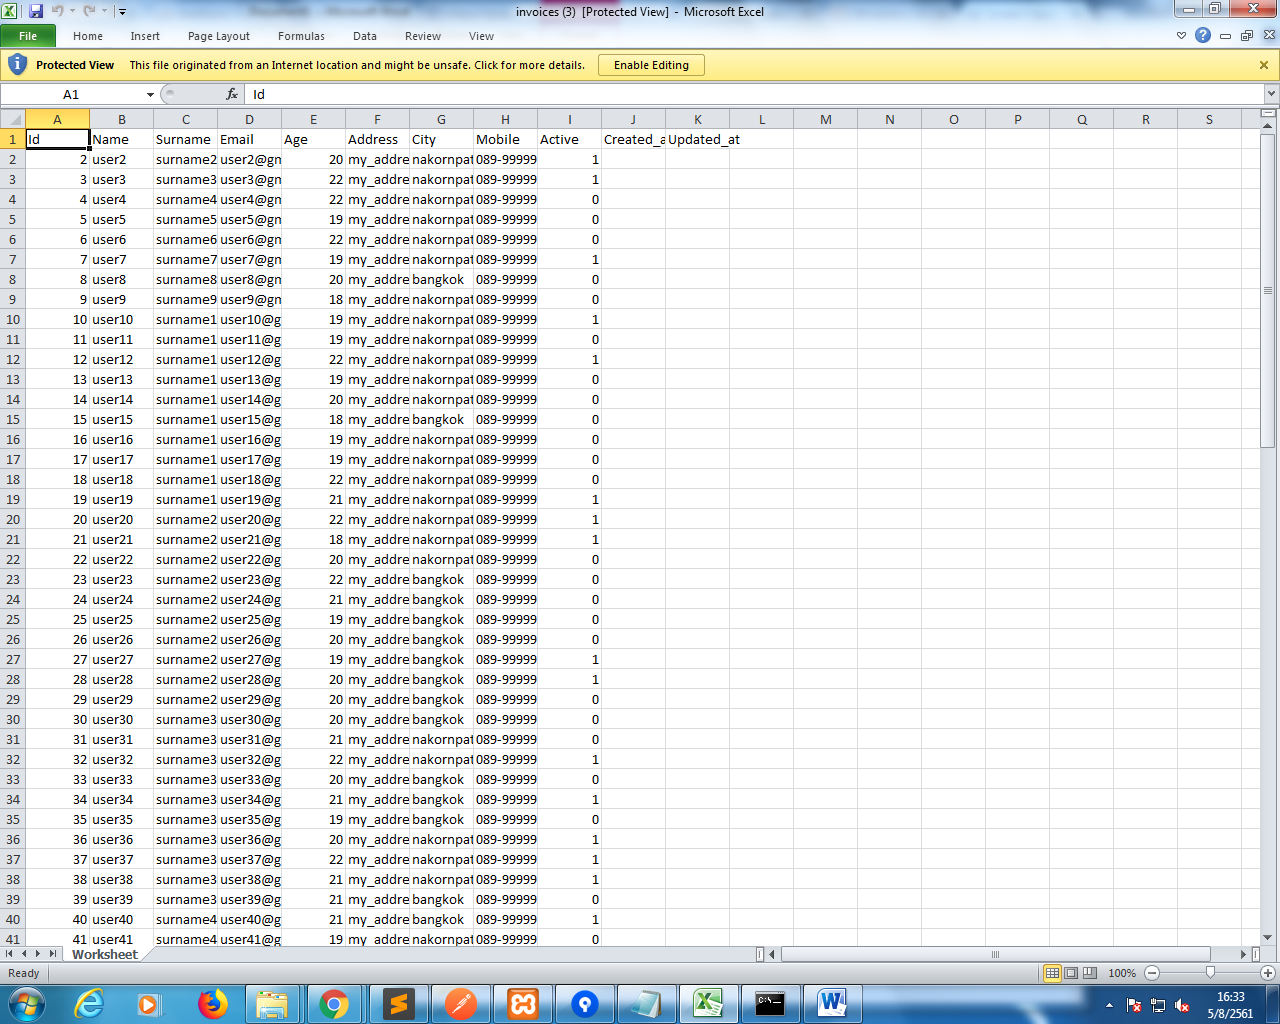 invoices (3)  [Protected View]  -  Microsoft Excel
File Home Insert Page Layout Formulas Data Review View
Protected View This file originated from an Internet location and might be unsafe. Click for more details. Enable Editing
A1 fx Id
A B C D E F G H I J K L M N O P Q R S
1 Id Name Surname Email Age Address City Mobile Active Created_a Updated_at
2 2 user2 surname2 user2@gm 20 my_addre nakornpat 089-99999 1
3 3 user3 surname3 user3@gm 22 my_addre nakornpat 089-99999 1
4 4 user4 surname4 user4@gm 22 my_addre nakornpat 089-99999 0
5 5 user5 surname5 user5@gm 19 my_addre nakornpat 089-99999 0
6 6 user6 surname6 user6@gm 22 my_addre nakornpat 089-99999 0
7 7 user7 surname7 user7@gm 19 my_addre nakornpat 089-99999 1
8 8 user8 surname8 user8@gm 20 my_addre bangkok 089-99999 0
9 9 user9 surname9 user9@gm 18 my_addre nakornpat 089-99999 0
10 10 user10 surname1 user10@g 19 my_addre nakornpat 089-99999 1
11 11 user11 surname1 user11@g 19 my_addre nakornpat 089-99999 0
12 12 user12 surname1 user12@g 22 my_addre nakornpat 089-99999 1
13 13 user13 surname1 user13@g 19 my_addre nakornpat 089-99999 0
14 14 user14 surname1 user14@g 20 my_addre nakornpat 089-99999 0
15 15 user15 surname1 user15@g 18 my_addre bangkok 089-99999 0
16 16 user16 surname1 user16@g 19 my_addre nakornpat 089-99999 0
17 17 user17 surname1 user17@g 19 my_addre nakornpat 089-99999 0
18 18 user18 surname1 user18@g 22 my_addre nakornpat 089-99999 0
19 19 user19 surname1 user19@g 21 my_addre nakornpat 089-99999 1
20 20 user20 surname2 user20@g 22 my_addre nakornpat 089-99999 1
21 21 user21 surname2 user21@g 18 my_addre nakornpat 089-99999 1
22 22 user22 surname2 user22@g 20 my_addre nakornpat 089-99999 0
23 23 user23 surname2 user23@g 22 my_addre bangkok 089-99999 0
24 24 user24 surname2 user24@g 21 my_addre bangkok 089-99999 0
25 25 user25 surname2 user25@g 19 my_addre bangkok 089-99999 0
26 26 user26 surname2 user26@g 20 my_addre bangkok 089-99999 0
27 27 user27 surname2 user27@g 19 my_addre bangkok 089-99999 1
28 28 user28 surname2 user28@g 20 my_addre bangkok 089-99999 1
29 29 user29 surname2 user29@g 20 my_addre bangkok 089-99999 0
30 30 user30 surname3 user30@g 20 my_addre bangkok 089-99999 0
31 31 user31 surname3 user31@g 21 my_addre nakornpat 089-99999 0
32 32 user32 surname3 user32@g 22 my_addre nakornpat 089-99999 1
33 33 user33 surname3 user33@g 20 my_addre bangkok 089-99999 0
34 34 user34 surname3 user34@g 21 my_addre bangkok 089-99999 1
35 35 user35 surname3 user35@g 19 my_addre bangkok 089-99999 0
36 36 user36 surname3 user36@g 20 my_addre nakornpat 089-99999 1
37 37 user37 surname3 user37@g 22 my_addre nakornpat 089-99999 1
38 38 user38 surname3 user38@g 21 my_addre nakornpat 089-99999 1
39 39 user39 surname3 user39@g 21 my_addre bangkok 089-99999 0
40 40 user40 surname4 user40@g 21 my_addre bangkok 089-99999 1
41 41 user41 surname4 user41@g 19 my_addre nakornpat 089-99999 0
Worksheet
Ready 100%
16:33
5/8/2561